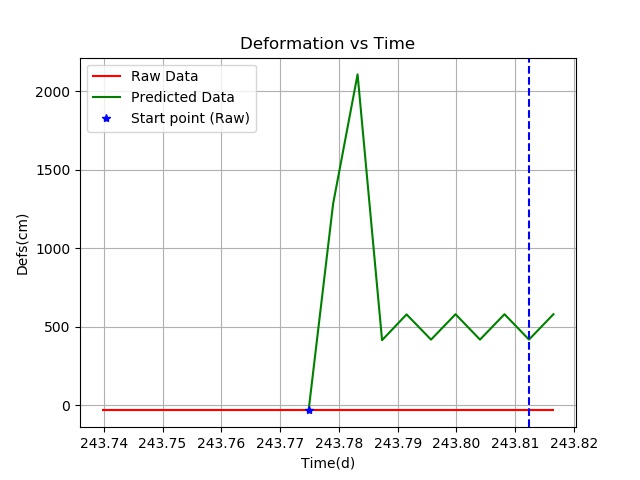 Deformation vs Time
Raw Data
Predicted Data
Start point (Raw)
2000
1500
1000
500
0
Defs(cm)
243.74 243.75 243.76 243.77 243.78 243.79 243.80 243.81 243.82
Time(d)